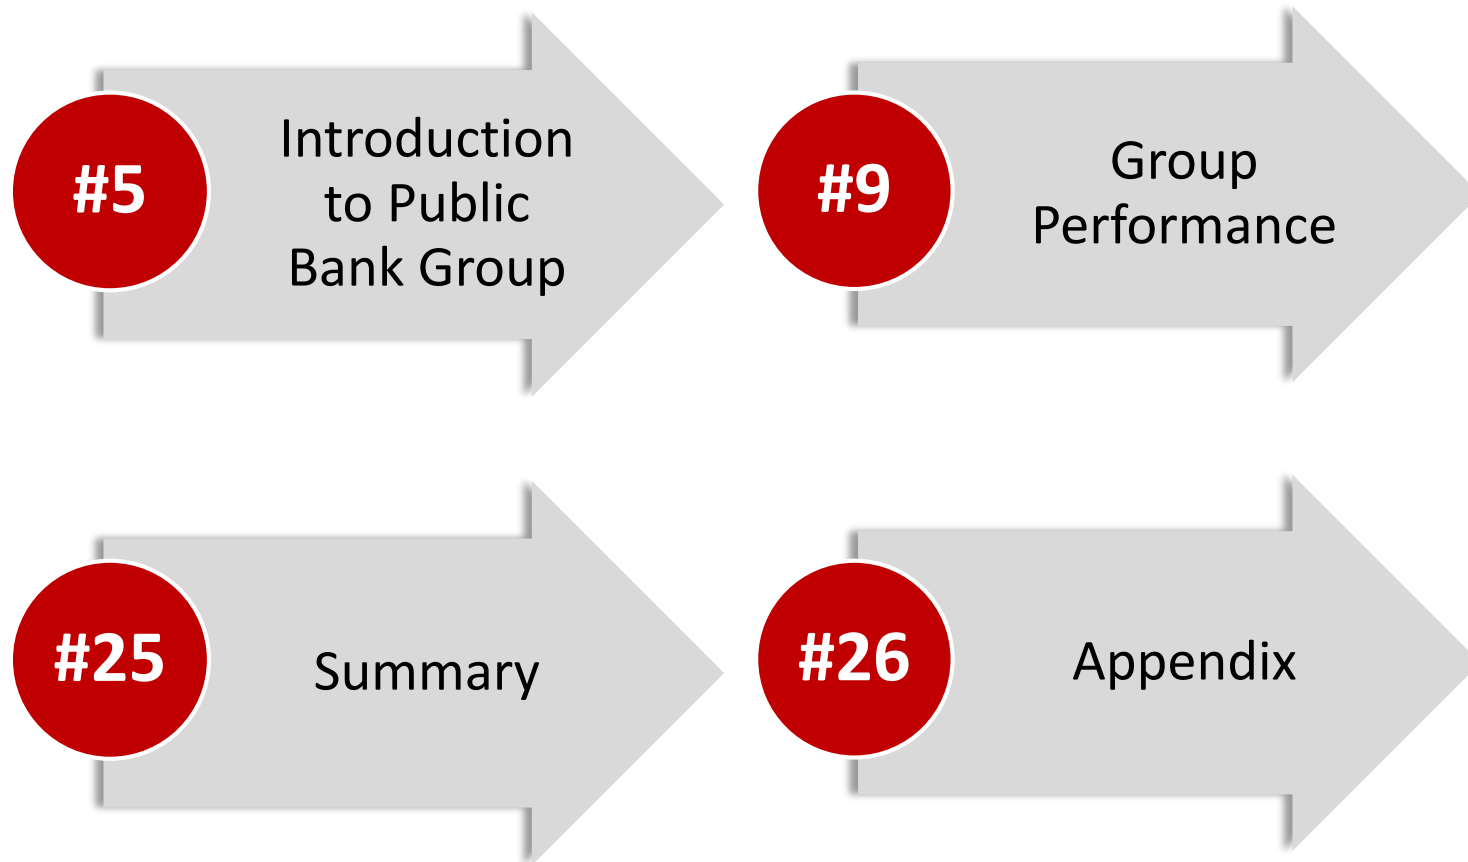 #5
Introduction
to Public
Bank Group
#9
Group
Performance
#25
Summary
#26
Appendix